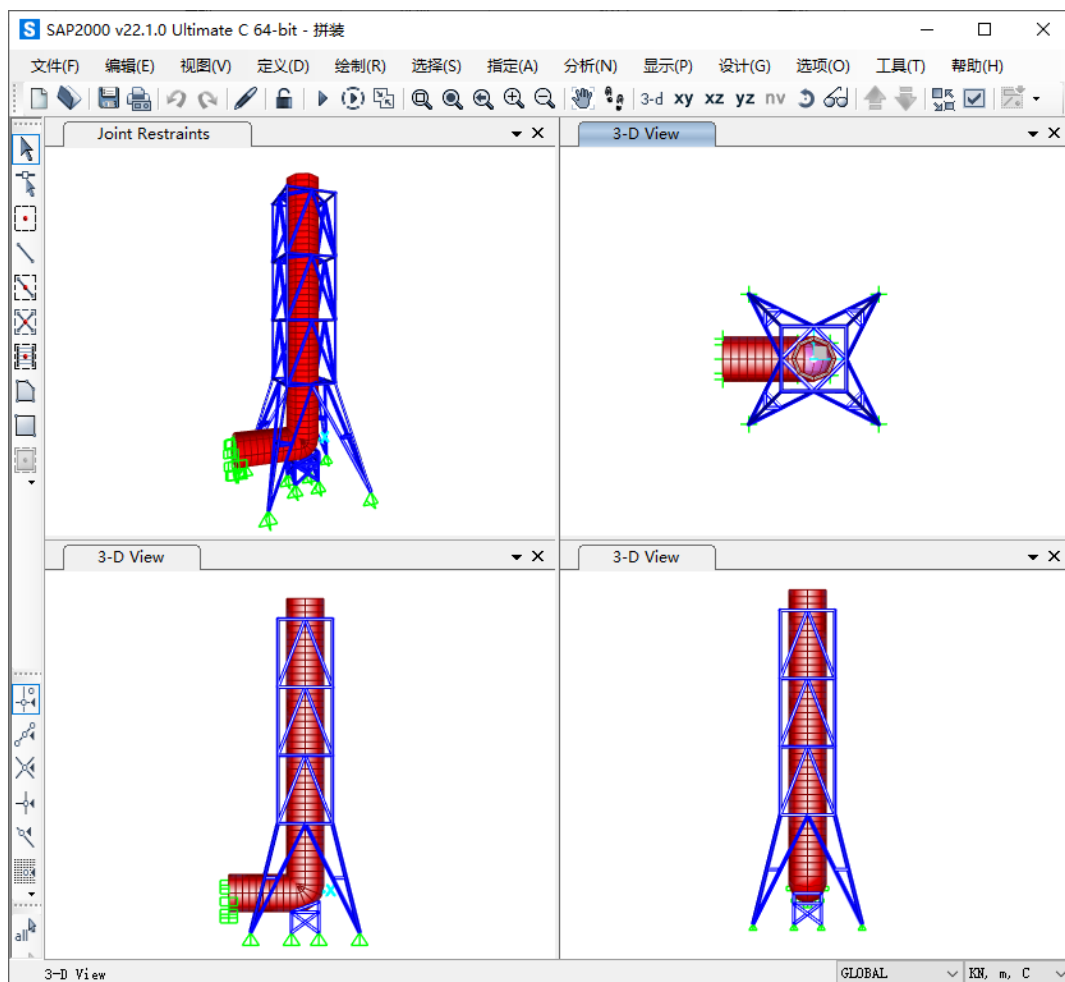 SAP2000 v22.1.0 Ultimate C 64-bit - 拼装
文件(F) 编辑(E) 视图(V) 定义(D) 绘制(R) 选择(S) 指定(A) 分析(N) 显示(P) 设计(G) 选项(O) 工具(T) 帮助(H)
3-d xy xz yz nv
Joint Restraints
3-D View
X
3-D View
3-D View
X
all
3-D View
GLOBAL
KN, m, C